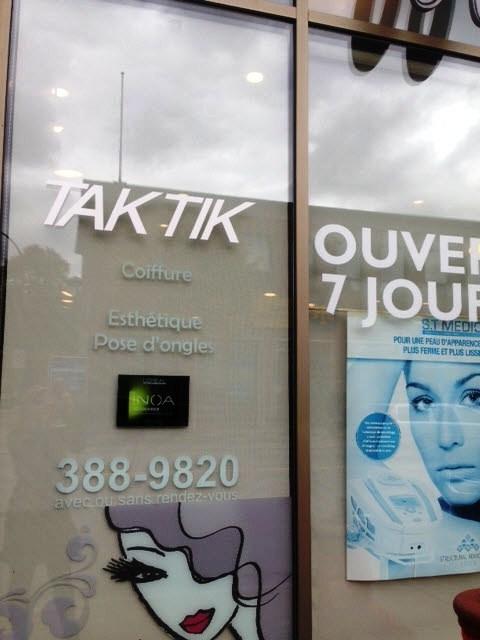 TAKTIK
Coiffure
Esthétique
Pose d'ongles
INOA
388-9820
avec ou sans rendez-vous
OUVER
7 JOUR
S.T MEDIC
POUR UNE PEAU D'APPARENCE
PLUS FERME ET PLUS LISSE